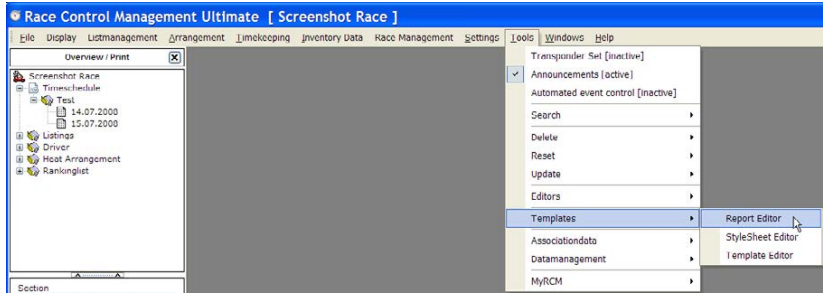 Race Control Management Ultimate [ Screenshot Race ]
File Display Listmanagement Arrangement Timekeeping Inventory Data Race Management Settings Tools Windows Help
Overview / Print
Screenshot Race
Timeschedule
Test
14.07.2008
15.07.2008
Listings
Driver
Heat Arrangement
Rankinglist
Section
Transponder Set [inactive]
Announcements [active]
Automated event control [inactive]
Search
Delete
Reset
Update
Editors
Templates
Associationdata
Datamanagement
MyRCM
Report Editor
StyleSheet Editor
Template Editor